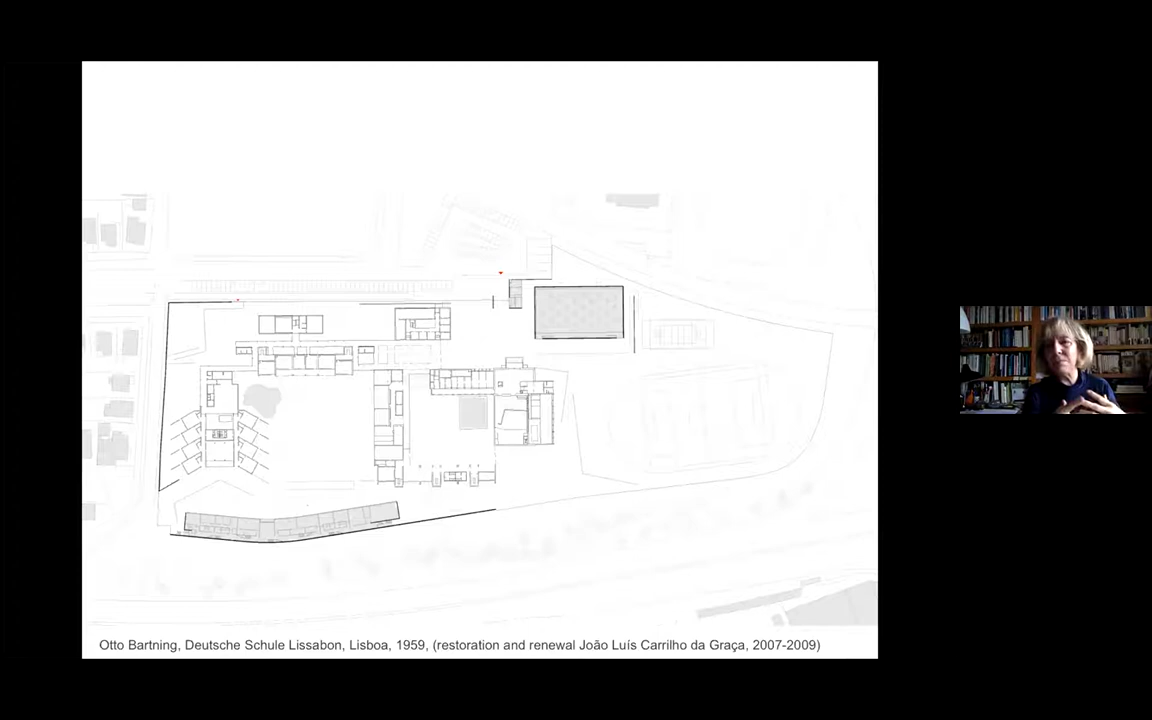 Otto Bartning, Deutsche Schule Lissabon, Lisboa, 1959, (restoration and renewal João Luís Carrilho da Graça, 2007-2009)